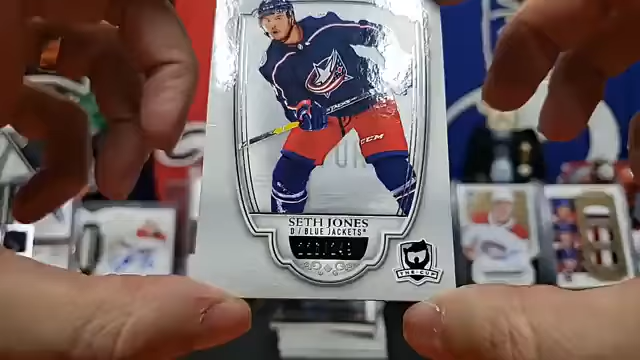 CCM
SETH JONES
D / BLUE JACKETS
THE CUP